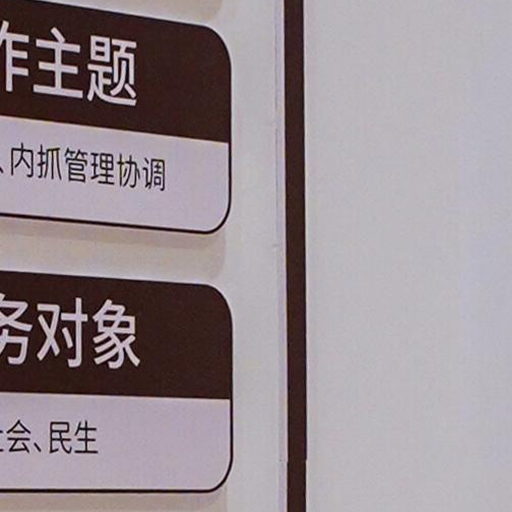 作主题
、内抓管理协调
务对象
会、民生